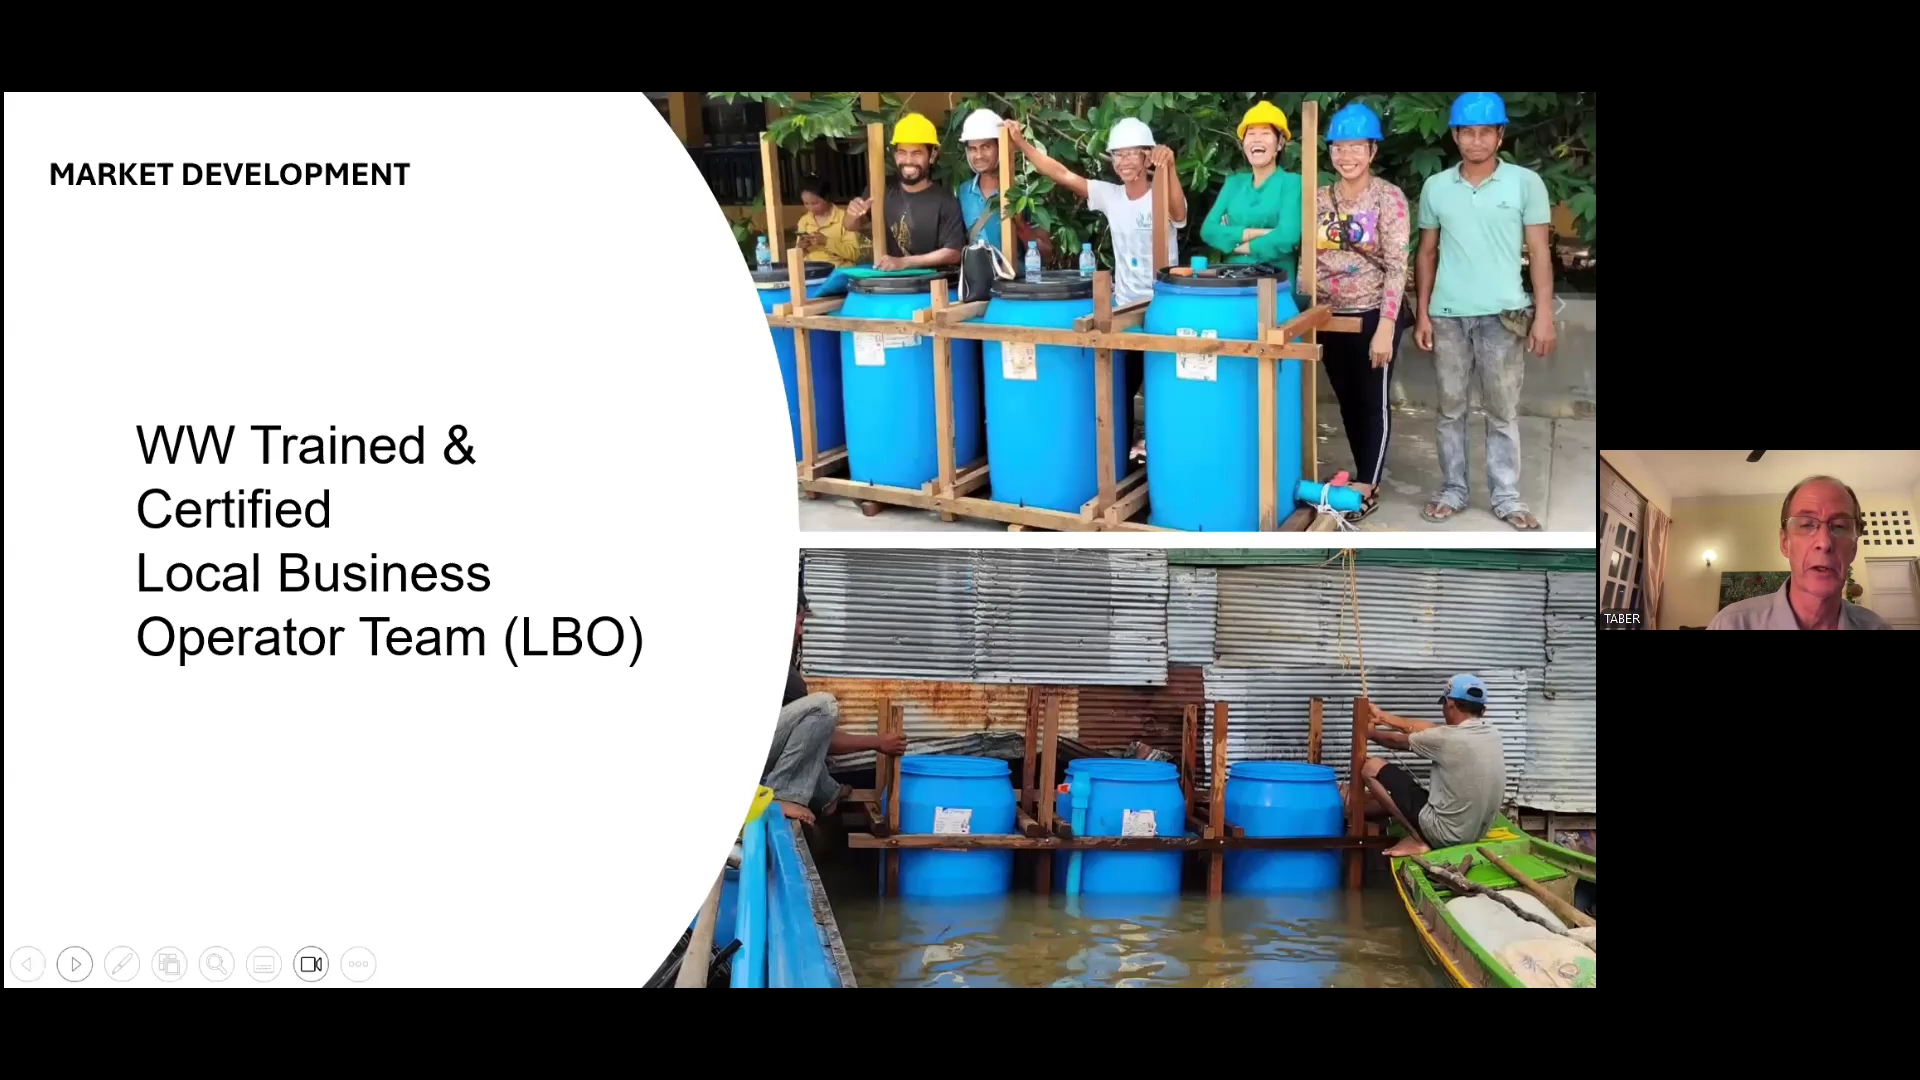 MARKET DEVELOPMENT
WW Trained &
Certified
Local Business
Operator Team (LBO)
TABER